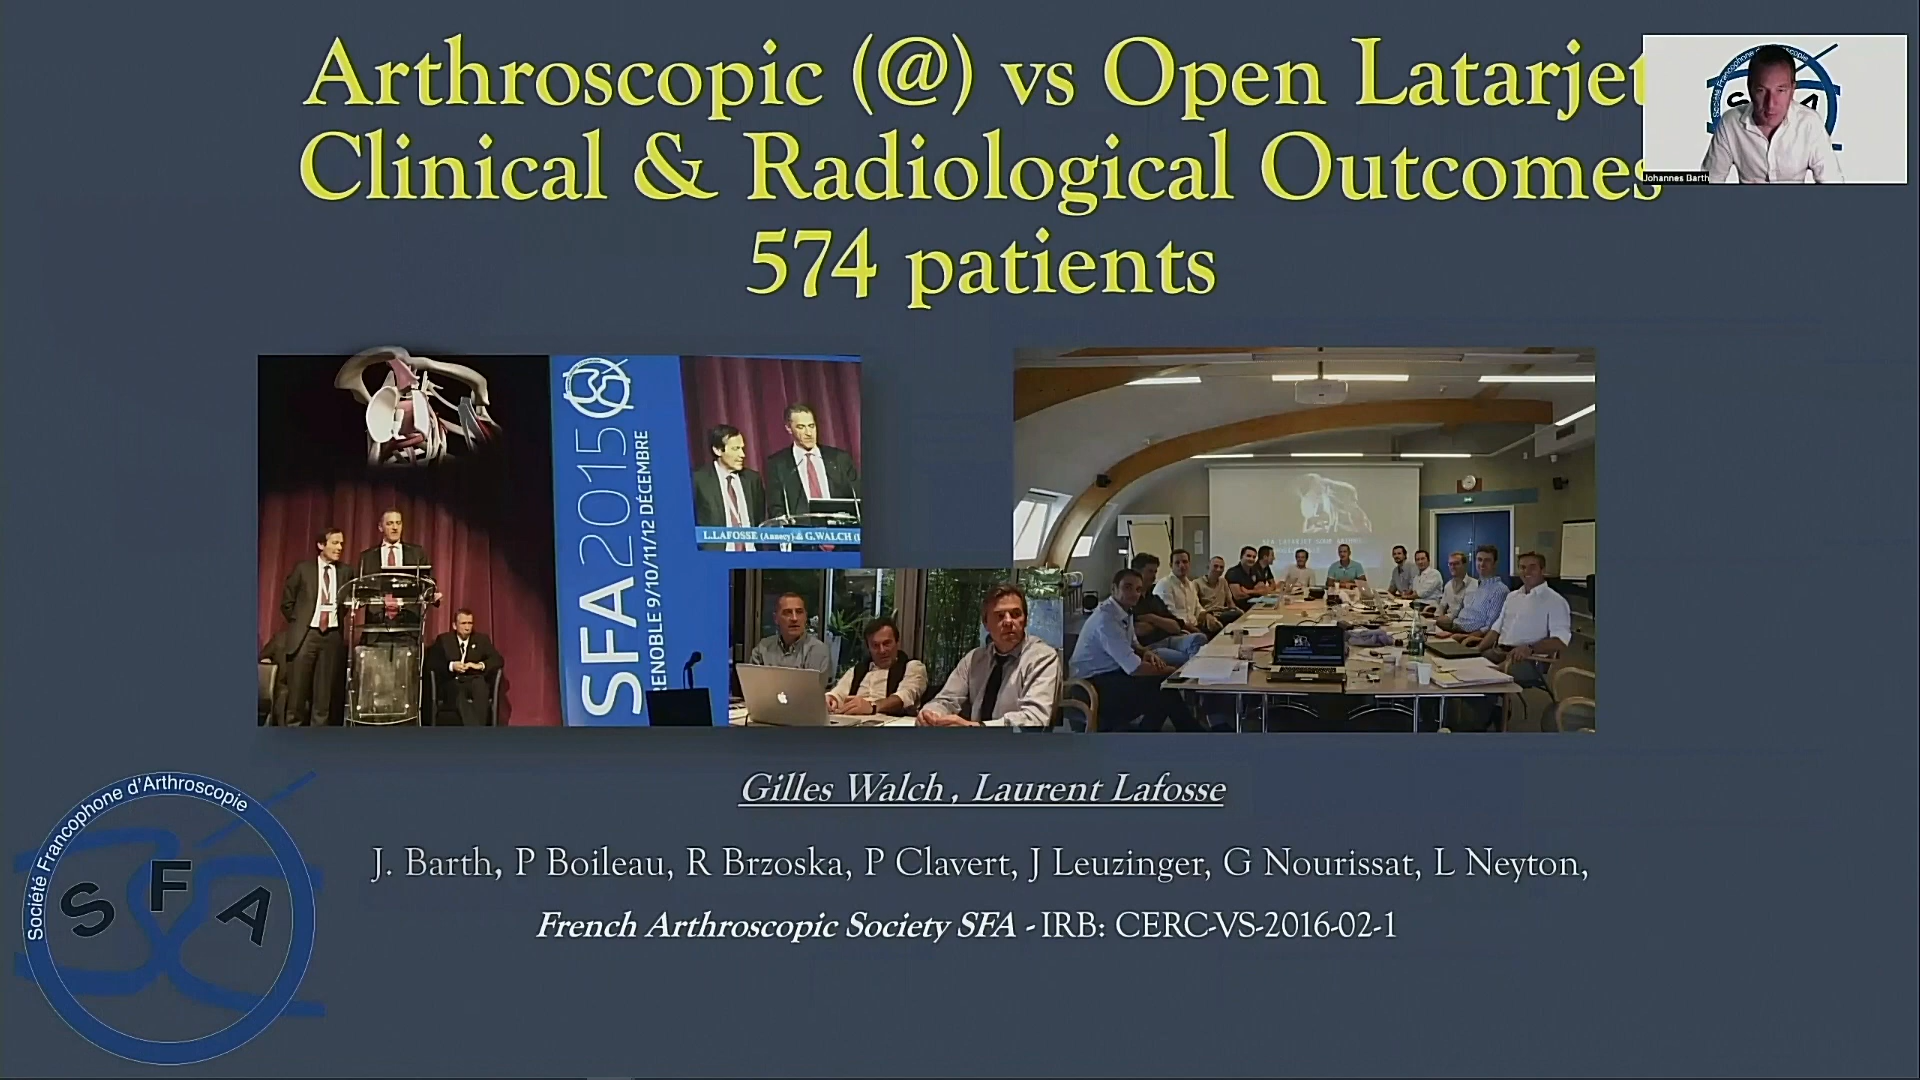 Arthroscopic (@) vs Open Latarjet
Clinical & Radiological Outcomes
574 patients
Johannes Barth
SFA
SFA2015
9/10/11/12 DÉCEMBRE
L.LAFOSSE (Annecy) & G.WALCH
Gilles Walch , Laurent Lafosse
J. Barth, P Boileau, R Brzoska, P Clavert, J Leuzinger, G Nourissat, L Neyton,
French Arthroscopic Society SFA - IRB: CERC-VS-2016-02-1
Société Francophone d'Arthroscopie
SFA